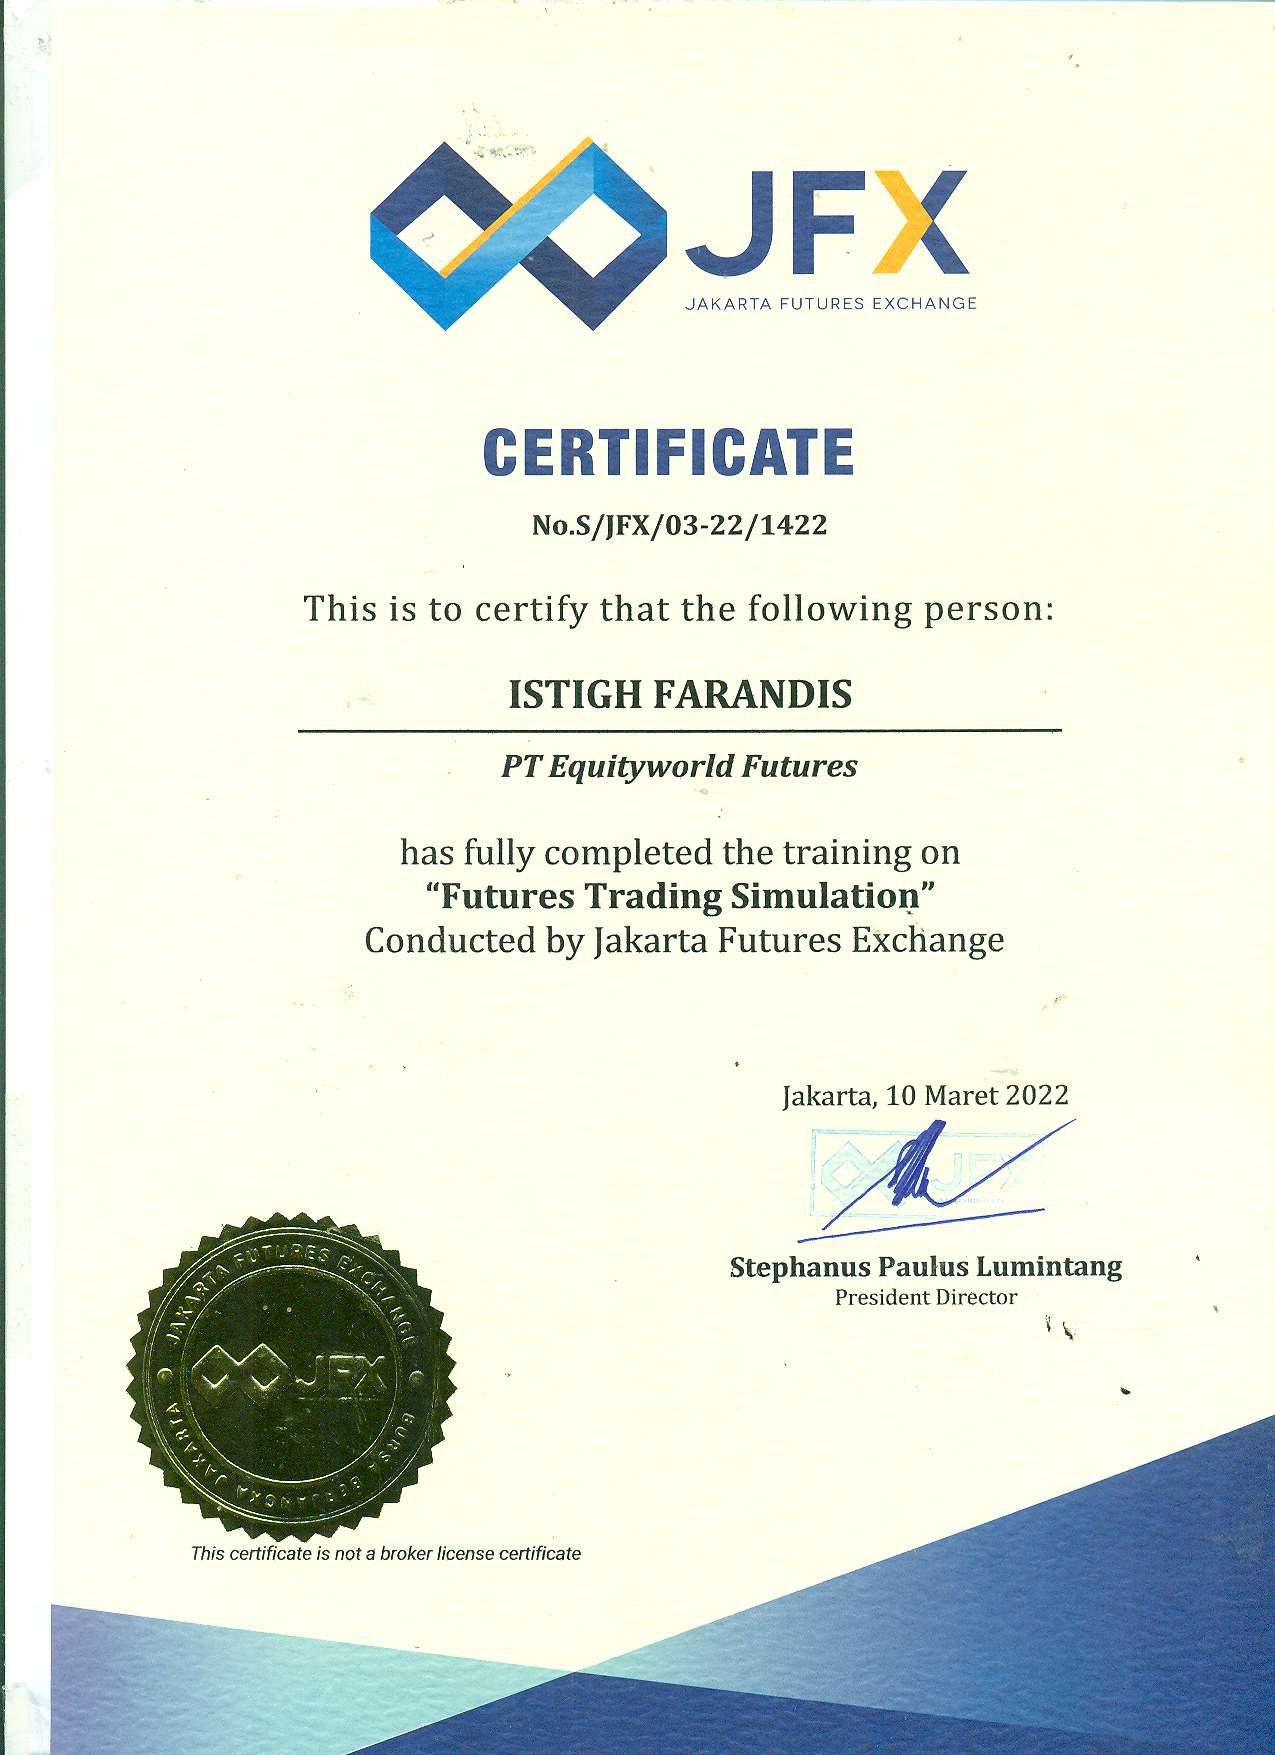 JFX
JAKARTA FUTURES EXCHANGE
CERTIFICATE
No.S/JFX/03-22/1422
This is to certify that the following person:
ISTIGH FARANDIS
PT Equityworld Futures
has fully completed the training on
“Futures Trading Simulation”
Conducted by Jakarta Futures Exchange
Jakarta, 10 Maret 2022
JFX
Stephanus Paulus Lumintang
President Director
JAKARTA FUTURES EXCHANGE
JFX
BURSA BERJANGKA JAKARTA
This certificate is not a broker license certificate